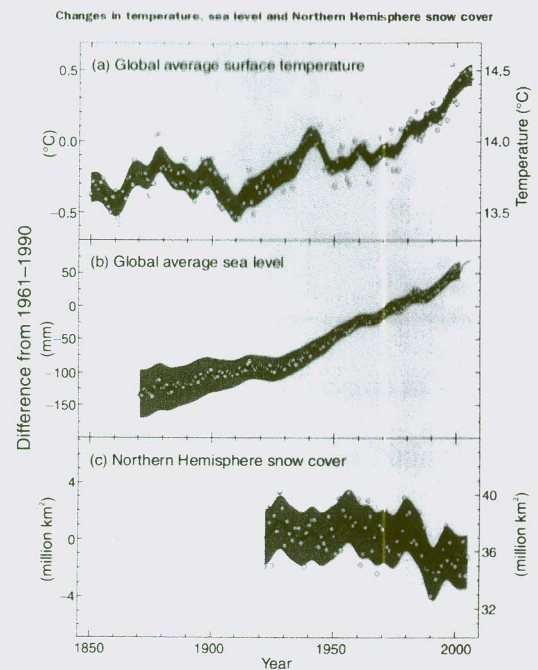 Changes in temperature, sea level and Northern Hemisphere snow cover
(a) Global average surface temperature
0.5
0.0
−0.5
(°C)
14.5
14.0
13.5
Temperature (°C)
Difference from 1961–1990
(b) Global average sea level
50
0
−50
−100
−150
(mm)
(c) Northern Hemisphere snow cover
4
0
−4
(million km²)
40
36
32
(million km²)
1850
1900
1950
2000
Year